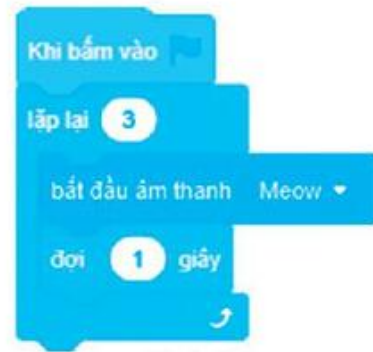 Khi bấm vào
lặp lại 3
bắt đầu âm thanh Meow
đợi 1 giây